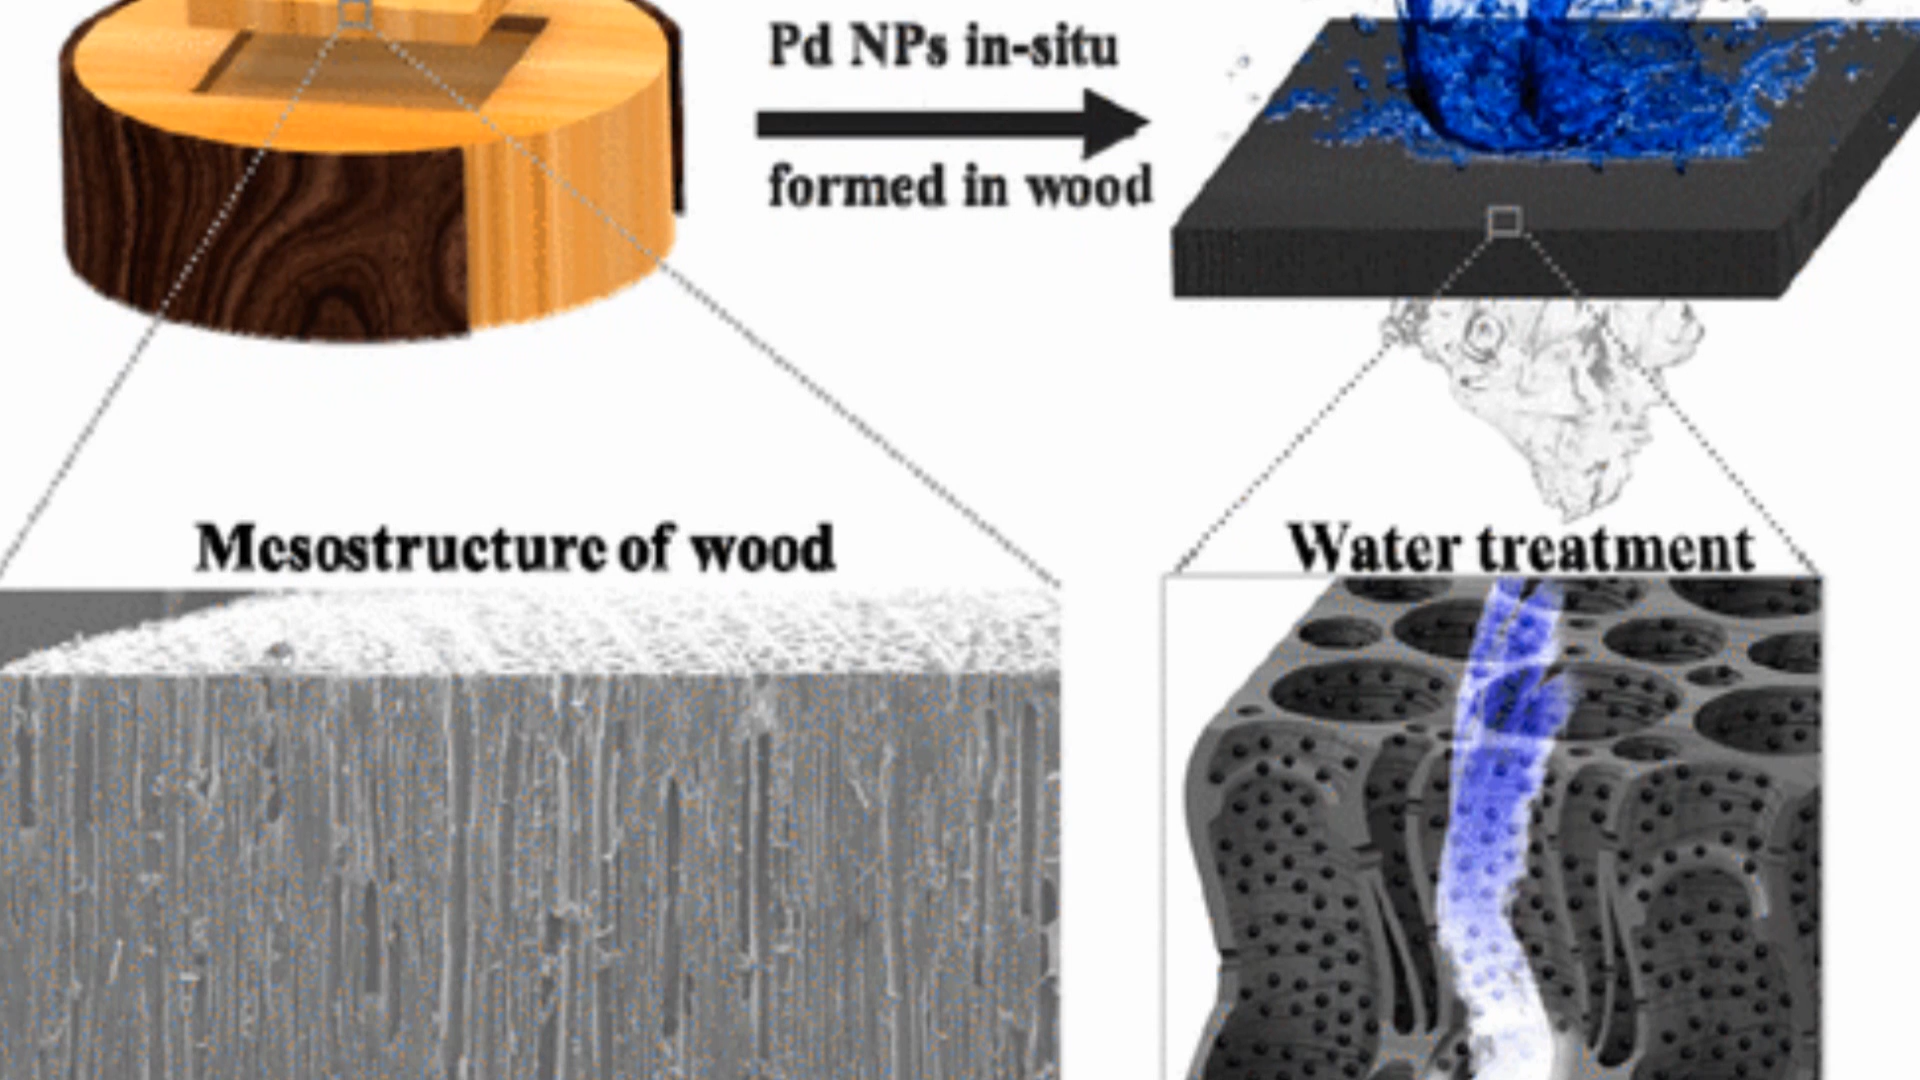 Pd NPs in-situ
formed in wood
Mesostructure of wood
Water treatment